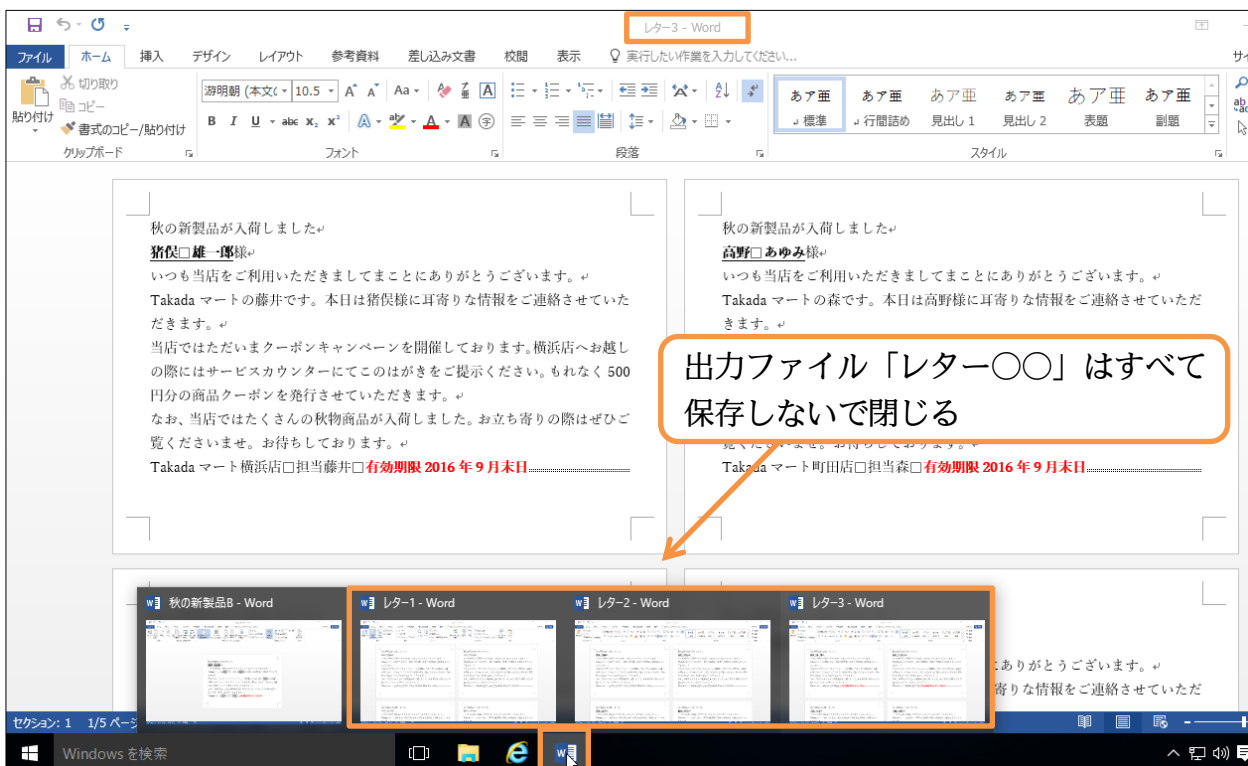 レター3 - Word
ファイル ホーム 挿入 デザイン レイアウト 参考資料 差し込み文書 校閲 表示 実行したい作業を入力してください...
切り取り
コピー
書式のコピー/貼り付け
貼り付け
クリップボード
游明朝 (本文( 10.5
フォント
段落
あア亜 あア亜 あア亜 あア亜 あア亜 あア亜
標準 行間詰め 見出し 1 見出し 2 表題 副題
スタイル
秋の新製品が入荷しました
猪俣□雄一郎様
いつも当店をご利用いただきましてまことにありがとうございます。
Takada マートの藤井です。本日は猪俣様に耳寄りな情報をご連絡させていた
だきます。
当店ではただいまクーポンキャンペーンを開催しております。横浜店へお越し
の際にはサービスカウンターにてこのはがきをご提示ください。もれなく 500
円分の商品クーポンを発行させていただきます。
なお、当店ではたくさんの秋物商品が入荷しました。お立ち寄りの際はぜひご
覧くださいませ。お待ちしております。
Takada マート横浜店□担当藤井□有効期限 2016 年 9 月末日
秋の新製品が入荷しました
高野□あゆみ様
いつも当店をご利用いただきましてまことにありがとうございます。
Takada マートの森です。本日は高野様に耳寄りな情報をご連絡させていただ
きます。
出力ファイル「レター〇〇」はすべて
保存しないで閉じる
Takada マート町田店□担当森□有効期限 2016 年 9 月末日
秋の新製品B - Word
レター1 - Word
レター2 - Word
レター3 - Word
ありがとうございます。
寄りな情報をご連絡させていただ
セクション: 1 1/5 ページ
Windows を検索